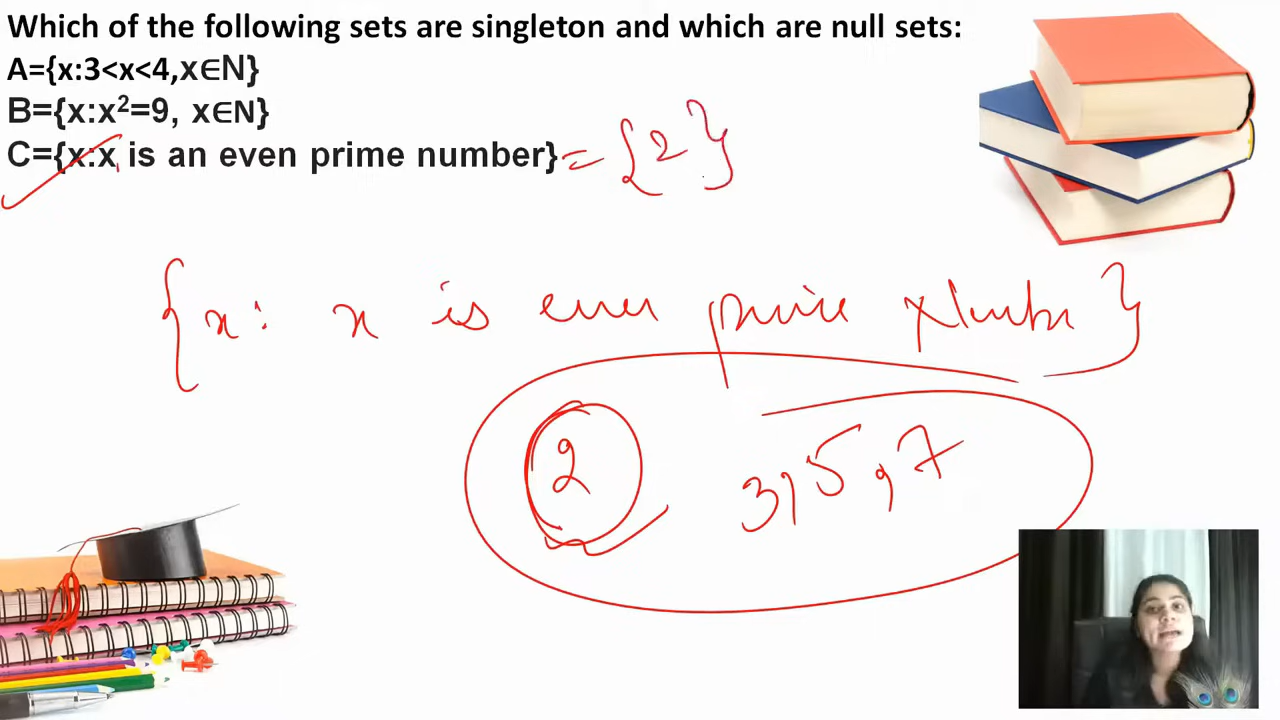 Which of the following sets are singleton and which are null sets:
A={x:3<x<4,x∈N}
B={x:x²=9, x∈N}
C={x:x is an even prime number} = {2}
{x: x is even prime Number}
2 3,5,7